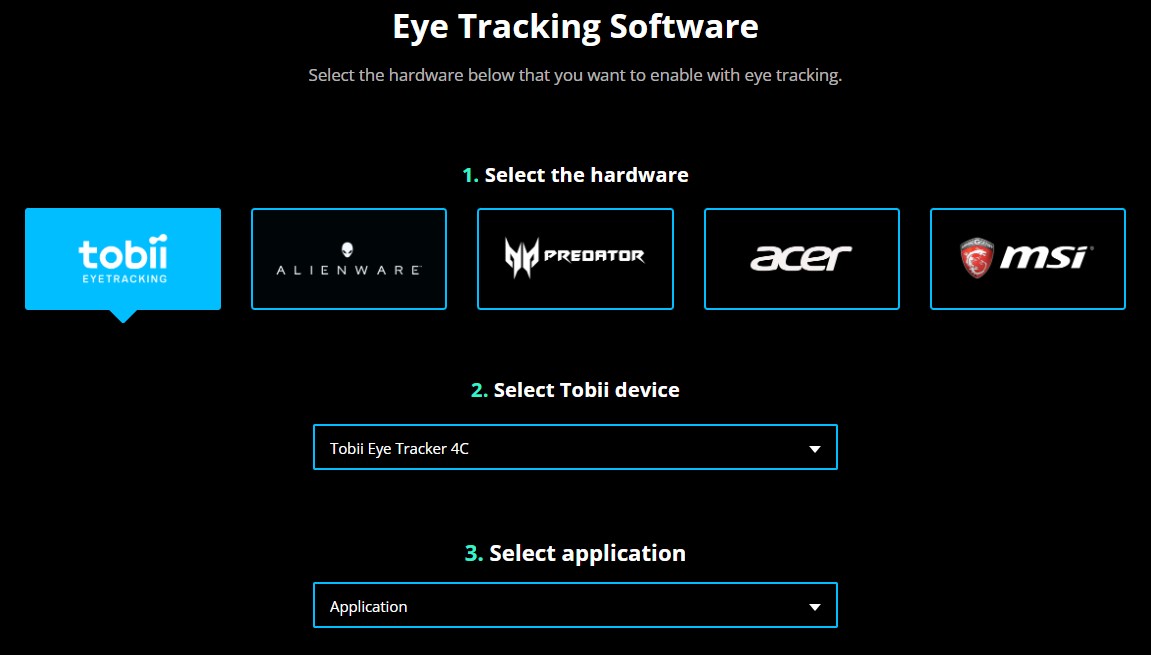 Eye Tracking Software
Select the hardware below that you want to enable with eye tracking.
1. Select the hardware
tobii
EYETRACKING
ALIENWARE
PREDATOR
acer
msi
2. Select Tobii device
Tobii Eye Tracker 4C
3. Select application
Application